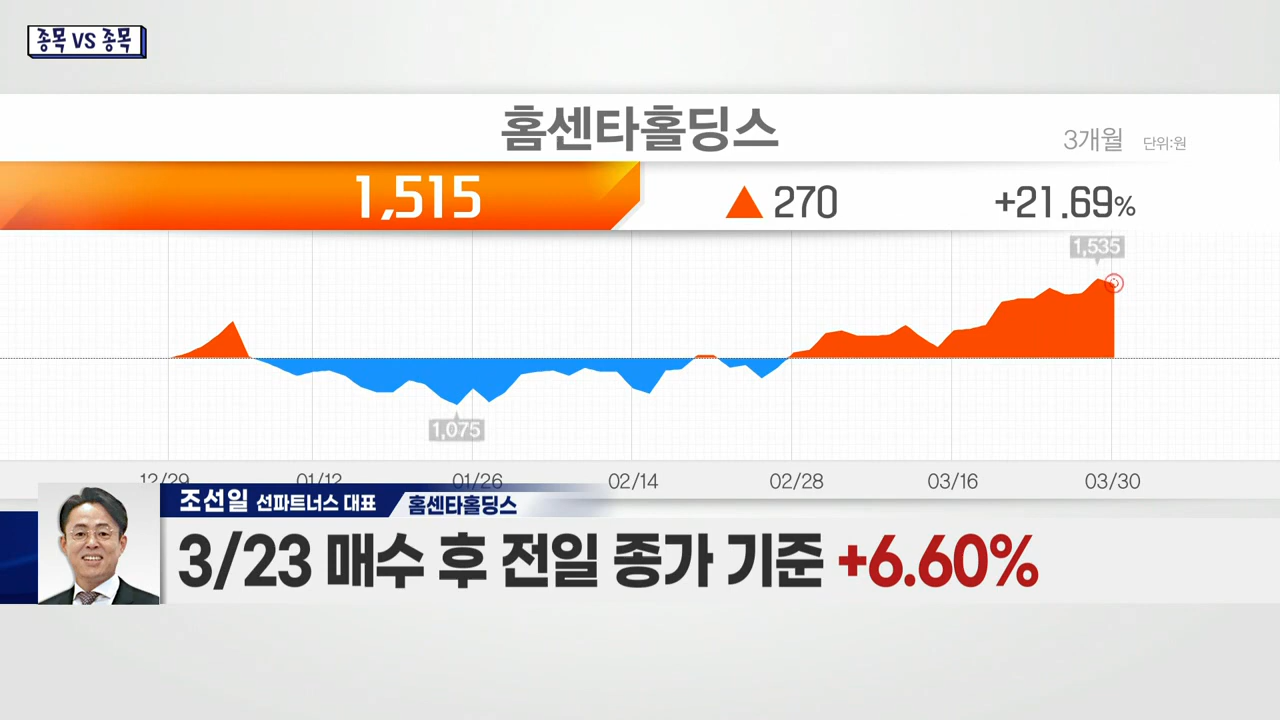 종목 VS 종목
홈센타홀딩스
3개월 단위:원
1,515 ▲ 270 +21.69%
1,535
1,075
12/29 01/12 01/26 02/14 02/28 03/16 03/30
조선일 선파트너스 대표 홈센타홀딩스
3/23 매수 후 전일 종가 기준 +6.60%